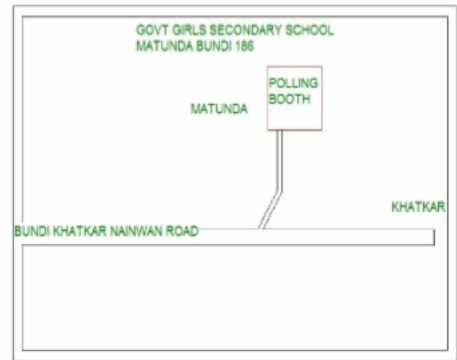 GOVT GIRLS SECONDARY SCHOOL
MATUNDA BUNDI 186
POLLING
BOOTH
MATUNDA
KHATKAR
BUNDI KHATKAR NAINWAN ROAD